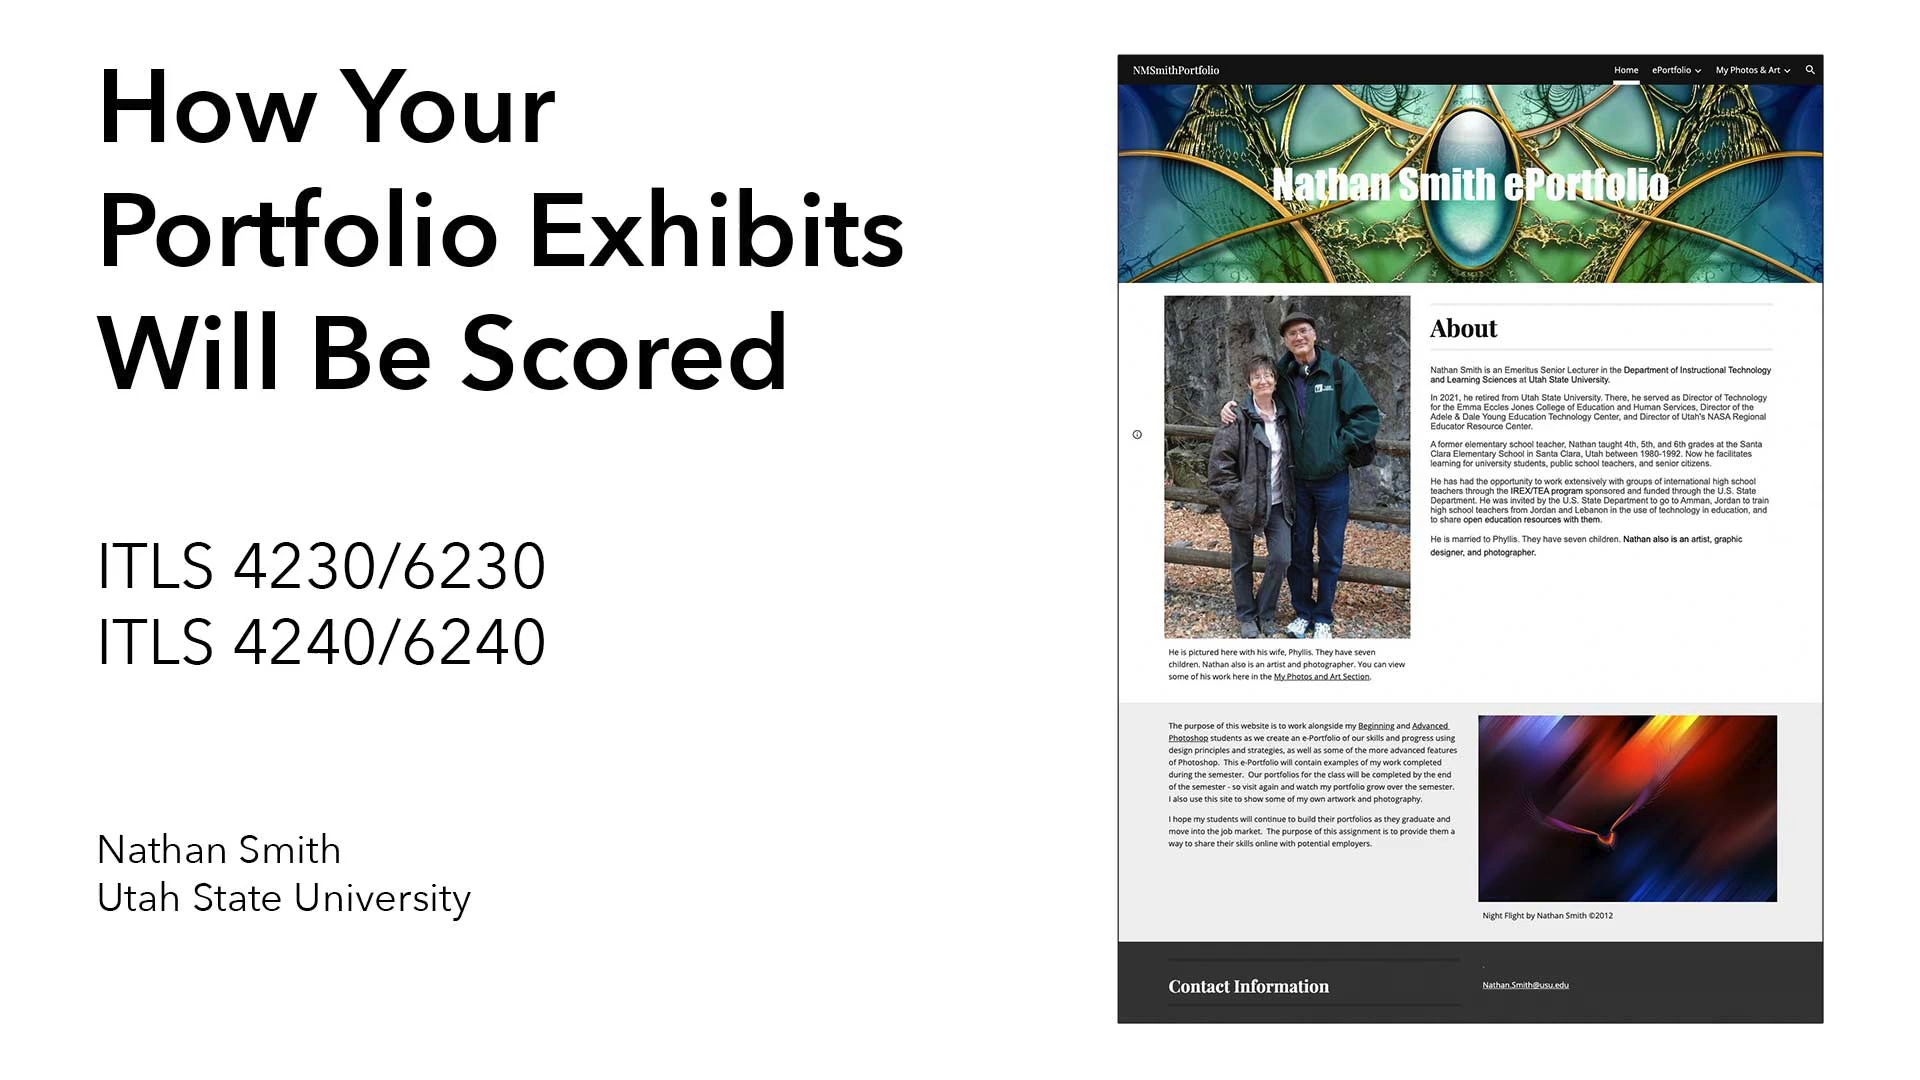 How Your
Portfolio Exhibits
Will Be Scored
ITLS 4230/6230
ITLS 4240/6240
Nathan Smith
Utah State University
NMSmithPortfolio
Home ePortfolio My Photos & Art
Nathan Smith ePortfolio
About
Nathan Smith is an Emeritus Senior Lecturer in the Department of Instructional Technology
and Learning Sciences at Utah State University.
In 2021, he retired from Utah State University. There, he served as Director of Technology
for the Emma Eccles Jones College of Education and Human Services, Director of the
Adele & Dale Young Education Technology Center, and Director of Utah's NASA Regional
Educator Resource Center.
A former elementary school teacher, Nathan taught 4th, 5th, and 6th grades at the Santa
Clara Elementary School in Santa Clara, Utah between 1980-1992. Now he facilitates
learning for university students, public school teachers, and senior citizens.
He has had the opportunity to work extensively with groups of international high school
teachers through the IREX/TEA program sponsored and funded through the U.S. State
Department. He was invited by the U.S. State Department to go to Amman, Jordan to train
high school teachers from Jordan and Lebanon in the use of technology in education, and
to share open education resources with them.
He is married to Phyllis. They have seven children. Nathan also is an artist, graphic
designer, and photographer.
He is pictured here with his wife, Phyllis. They have seven
children. Nathan also is an artist and photographer. You can view
some of his work here in the My Photos and Art Section.
The purpose of this website is to work alongside my Beginning and Advanced
Photoshop students as we create an e-Portfolio of our skills and progress using
design principles and strategies, as well as some of the more advanced features
of Photoshop. This e-Portfolio will contain examples of my work completed
during the semester. Our portfolios for the class will be completed by the end
of the semester - so visit again and watch my portfolio grow over the semester.
I also use this site to show some of my own artwork and photography.
I hope my students will continue to build their portfolios as they graduate and
move into the job market. The purpose of this assignment is to provide them a
way to share their skills online with potential employers.
Night Flight by Nathan Smith ©2012
Contact Information
Nathan.Smith@usu.edu